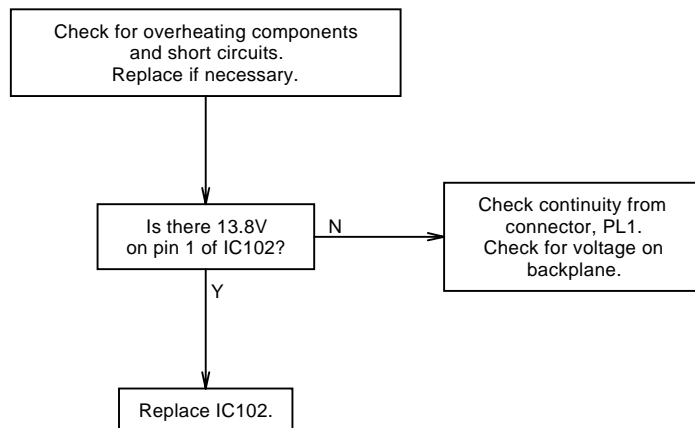 Check for overheating components
and short circuits.
Replace if necessary.
Is there 13.8V
on pin 1 of IC102?
N
Check continuity from
connector, PL1.
Check for voltage on
backplane.
Y
Replace IC102.